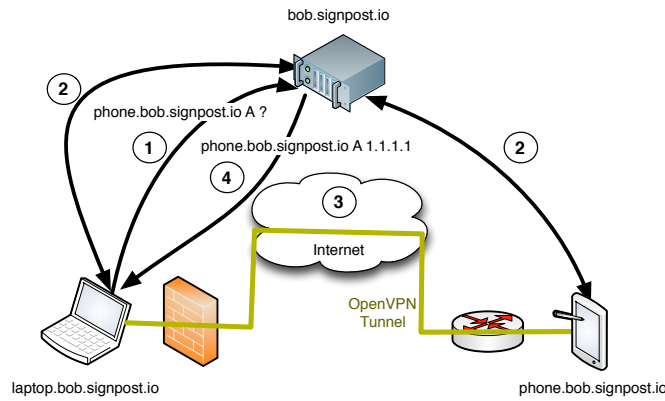 bob.signpost.io
2
phone.bob.signpost.io A ?
1
phone.bob.signpost.io A 1.1.1.1
2
4
3
Internet
OpenVPN
Tunnel
laptop.bob.signpost.io
phone.bob.signpost.io